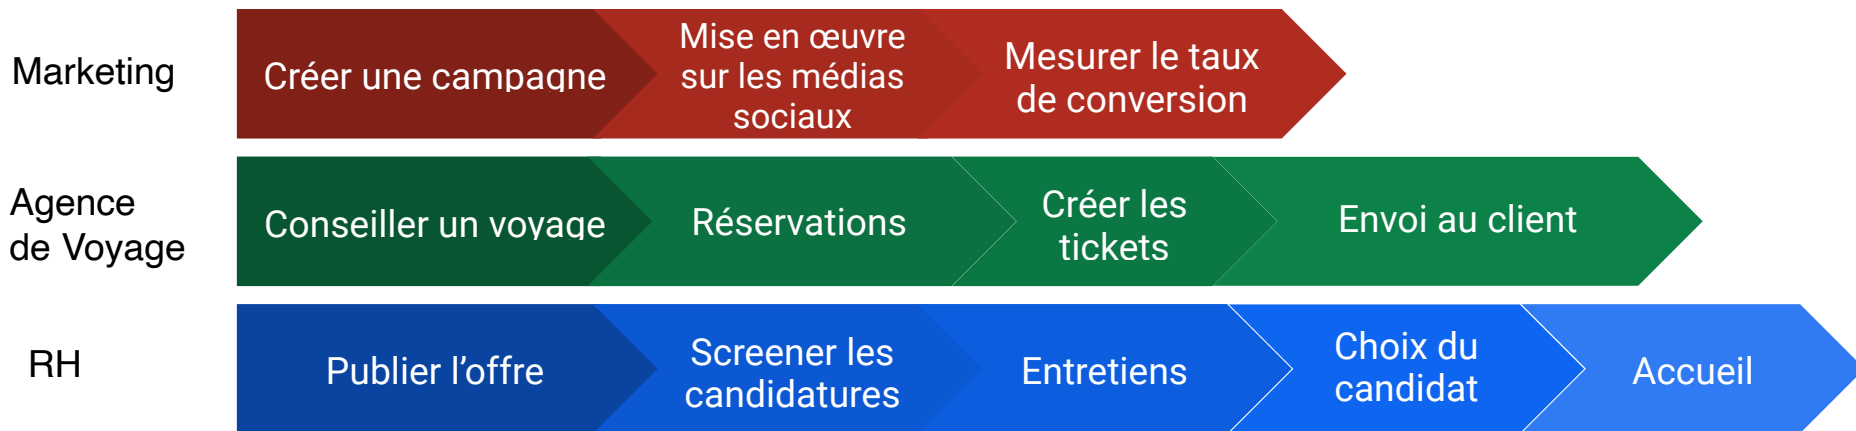 Marketing
Créer une campagne
Mise en œuvre
sur les médias
sociaux
Mesurer le taux
de conversion
Agence
de Voyage
Conseiller un voyage
Réservations
Créer les
tickets
Envoi au client
RH
Publier l’offre
Screener les
candidatures
Entretiens
Choix du
candidat
Accueil